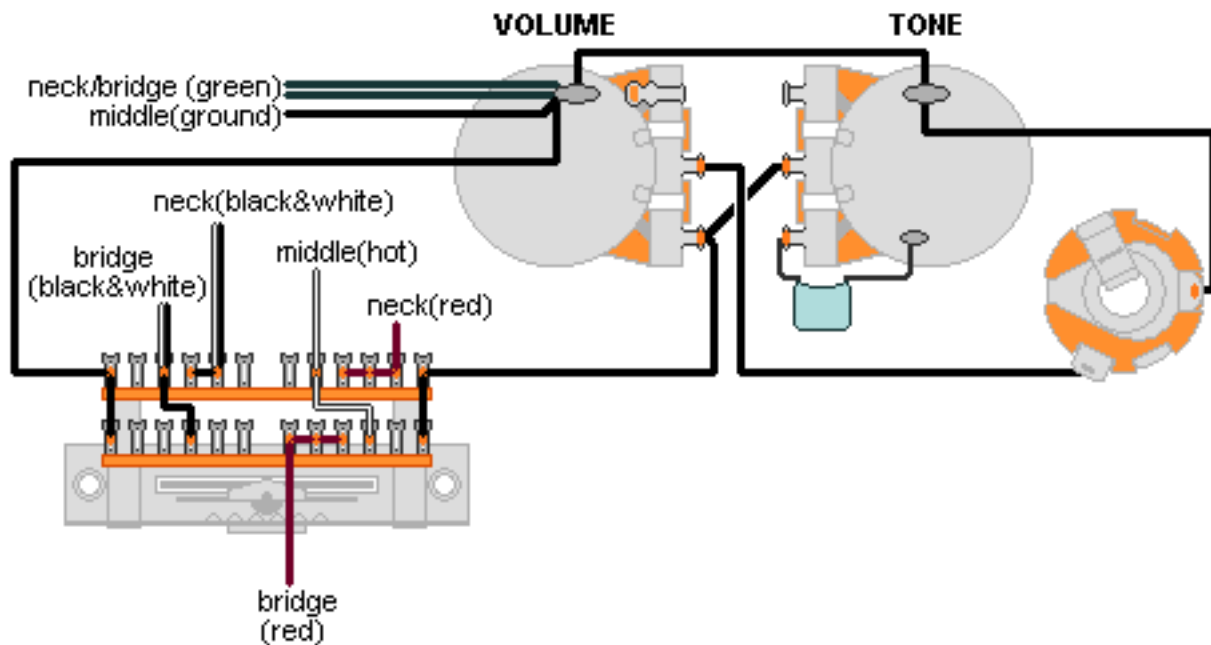 VOLUME
TONE
neck/bridge (green)
middle(ground)
neck(black&white)
bridge
(black&white)
middle(hot)
neck(red)
bridge
(red)